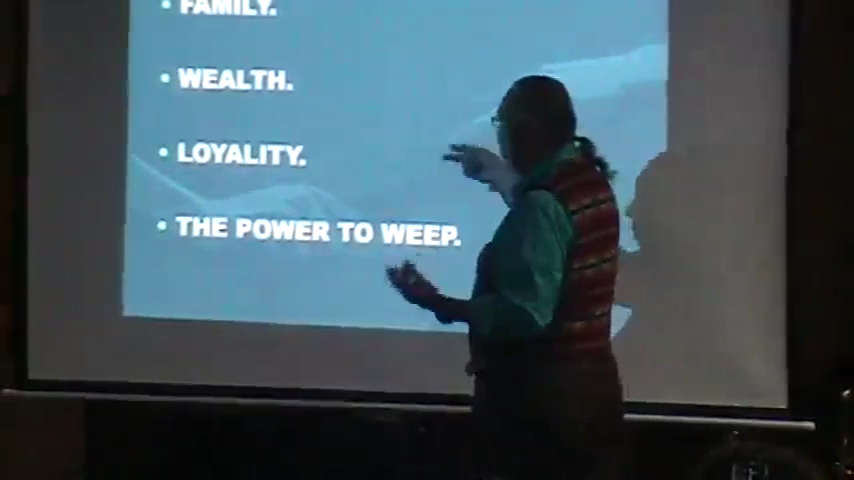 • FAMILY.
• WEALTH.
• LOYALITY.
• THE POWER TO WEEP.